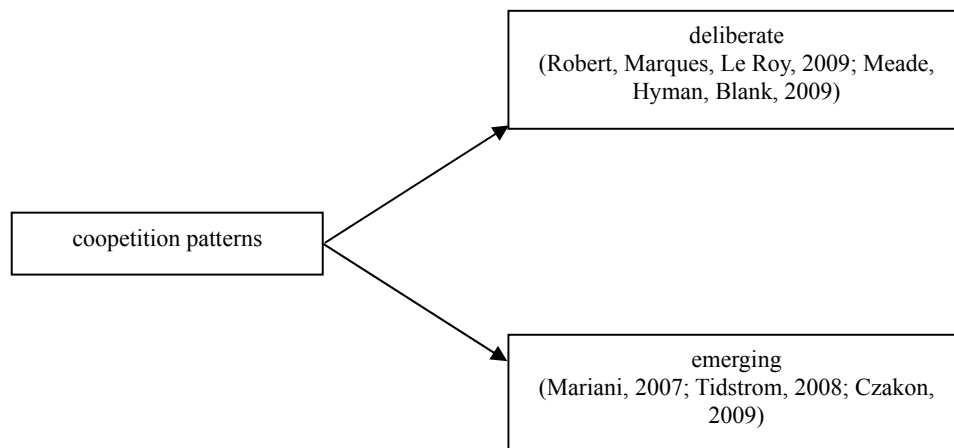 deliberate
(Robert, Marques, Le Roy, 2009; Meade,
Hyman, Blank, 2009)
coopetition patterns
emerging
(Mariani, 2007; Tidstrom, 2008; Czakon,
2009)